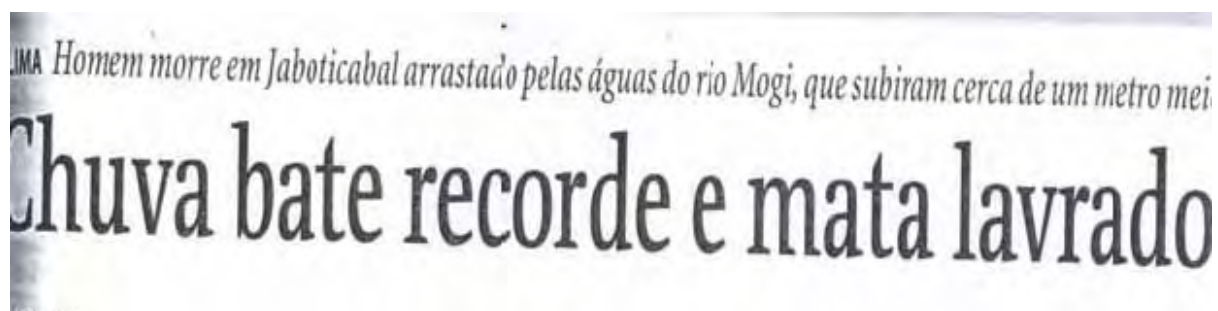 IMA Homem morre em Jaboticabal arrastado pelas águas do rio Mogi, que subiram cerca de um metro mei
Chuva bate recorde e mata lavrado